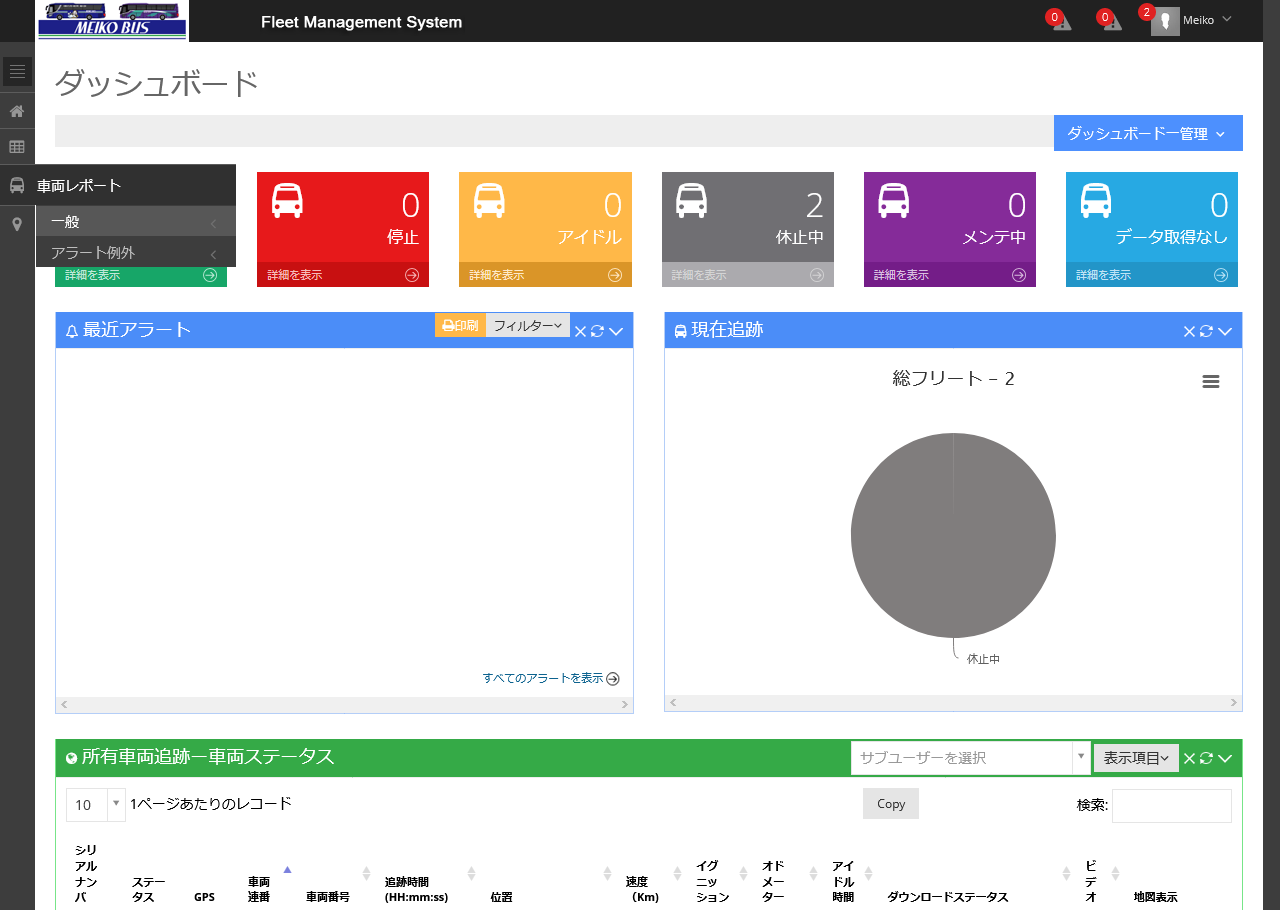 MEIKO BUS
Fleet Management System
0
0
2
Meiko
ダッシュボード
ダッシュボード一管理
車両レポート
一般
アラート例外
詳細を表示
0
停止
詳細を表示
0
アイドル
詳細を表示
2
休止中
詳細を表示
0
メンテ中
詳細を表示
0
データ取得なし
詳細を表示
最近アラート
印刷
フィルター
すべてのアラートを表示
現在追跡
総フリート – 2
休止中
所有車両追跡ー車両ステータス
サブユーザーを選択
表示項目
10
1ページあたりのレコード
Copy
検索:
シリアルナンバ
ステータス
GPS
車両連番
車両番号
追跡時間 (HH:mm:ss)
位置
速度 (Km)
イグニッション
オドメーター
アイドル時間
ダウンロードステータス
ビデオ
地図表示